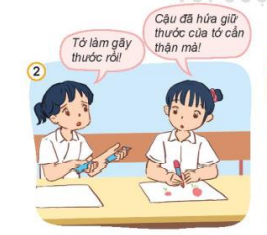 Tớ làm gãy
thước rồi!
Cậu đã hứa giữ
thước của tớ cẩn
thận mà!
2